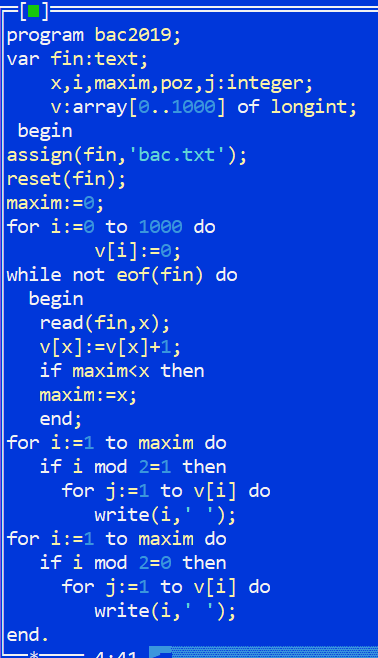 [■]
program bac2019;
var fin:text;
    x,i,maxim,poz,j:integer;
    v:array[0..1000] of longint;
 begin
assign(fin,'bac.txt');
reset(fin);
maxim:=0;
for i:=0 to 1000 do
        v[i]:=0;
while not eof(fin) do
  begin
   read(fin,x);
   v[x]:=v[x]+1;
   if maxim<x then
   maxim:=x;
   end;
for i:=1 to maxim do
   if i mod 2=1 then
     for j:=1 to v[i] do
        write(i,' ');
for i:=1 to maxim do
   if i mod 2=0 then
     for j:=1 to v[i] do
        write(i,' ');
end.
* 4:41